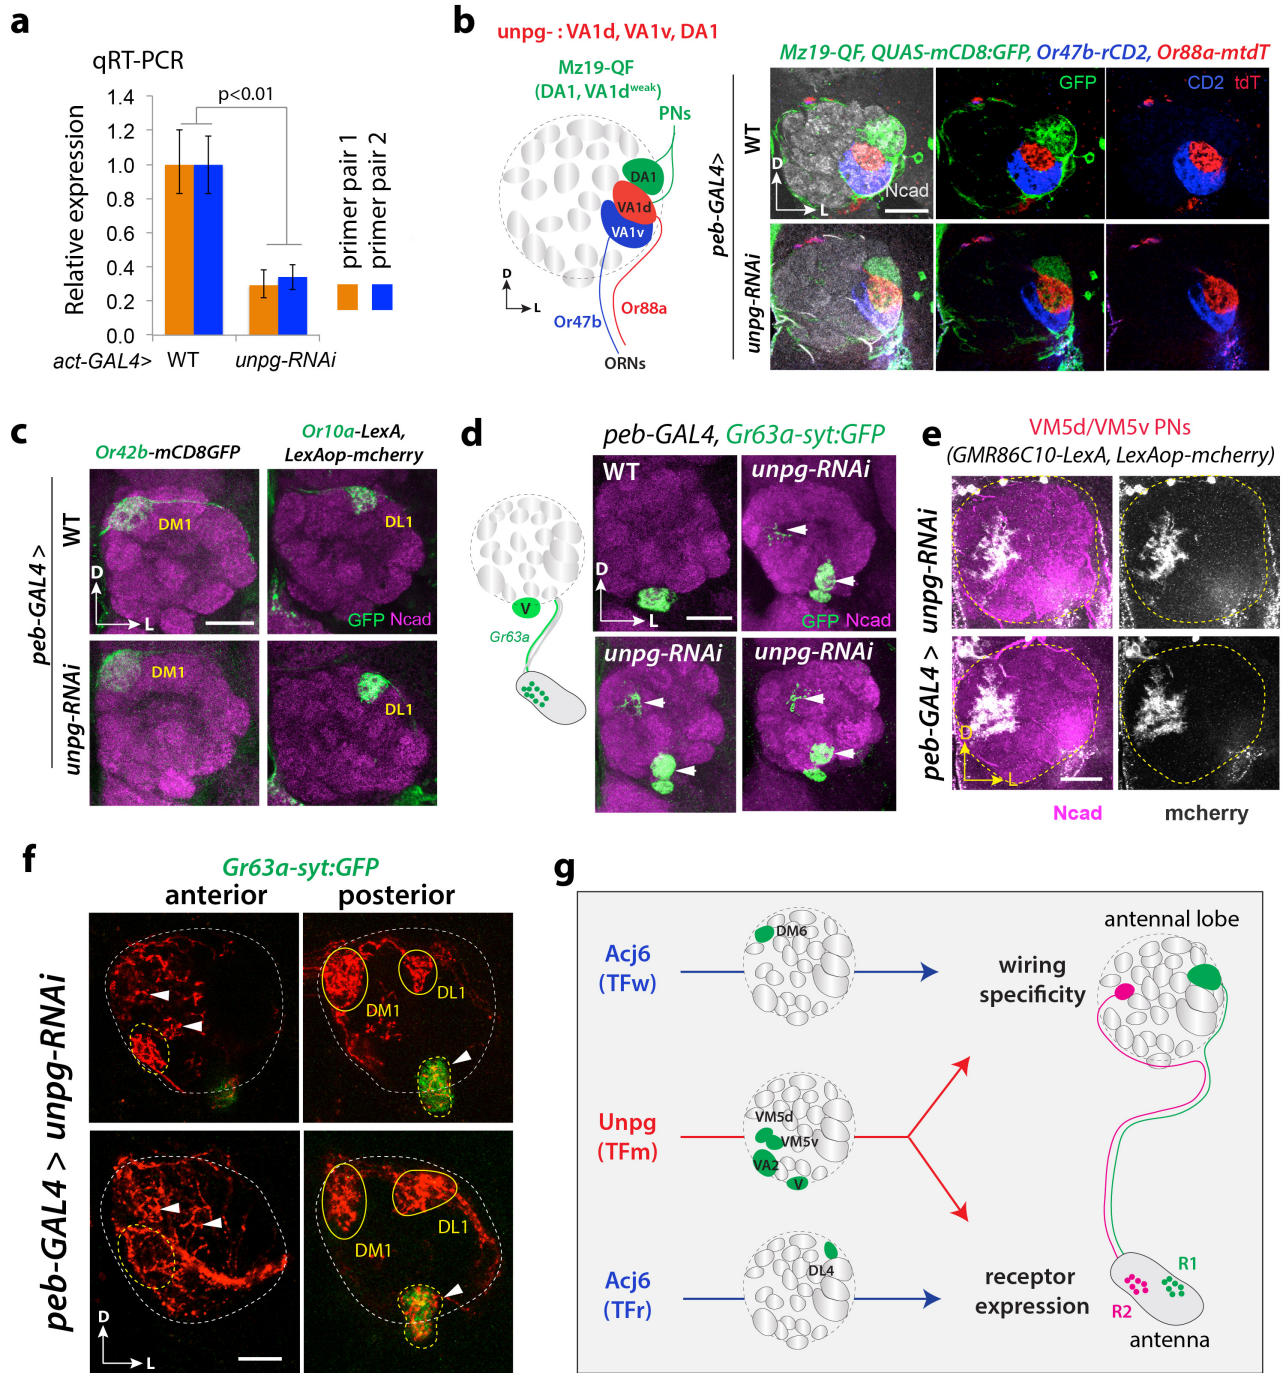 a
qRT-PCR
p<0.01
Relative expression
1.4
1.2
1.0
0.8
0.6
0.4
0.2
0.0
act-GAL4>
WT
unpg-RNAi
primer pair 1
primer pair 2
b
unpg- : VA1d, VA1v, DA1
Mz19-QF
(DA1, VA1d^weak)
PNs
DA1
VA1d
VA1v
D
L
Or88a
Or47b
ORNs
Mz19-QF, QUAS-mCD8:GFP, Or47b-rCD2, Or88a-mtdT
peb-GAL4>
WT
unpg-RNAi
GFP
CD2 tdT
D
L
Ncad
c
Or42b-mCD8GFP
Or10a-LexA,
LexAop-mcherry
peb-GAL4 >
WT
unpg-RNAi
DM1
DL1
D
L
GFP Ncad
DM1
DL1
d
peb-GAL4, Gr63a-syt:GFP
WT
unpg-RNAi
V
Gr63a
D
L
GFP Ncad
unpg-RNAi
unpg-RNAi
e
VM5d/VM5v PNs
(GMR86C10-LexA, LexAop-mcherry)
peb-GAL4 > unpg-RNAi
D
L
Ncad
mcherry
f
Gr63a-syt:GFP
anterior
posterior
peb-GAL4 > unpg-RNAi
DM1
DL1
DM1
DL1
D
L
g
Acj6
(TFw)
DM6
wiring
specificity
antennal lobe
Unpg
(TFm)
VM5d
VM5v
VA2
V
Acj6
(TFr)
DL4
receptor
expression
R1
R2
antenna